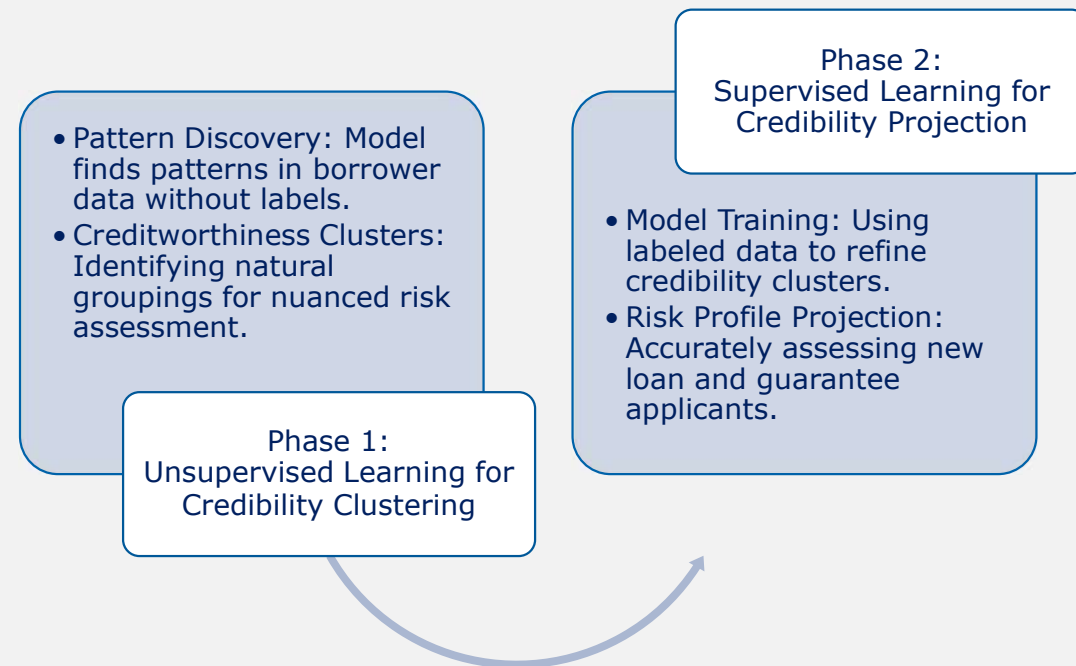 • Pattern Discovery: Model
finds patterns in borrower
data without labels.
• Creditworthiness Clusters:
Identifying natural
groupings for nuanced risk
assessment.
Phase 1:
Unsupervised Learning for
Credibility Clustering
Phase 2:
Supervised Learning for
Credibility Projection
• Model Training: Using
labeled data to refine
credibility clusters.
• Risk Profile Projection:
Accurately assessing new
loan and guarantee
applicants.